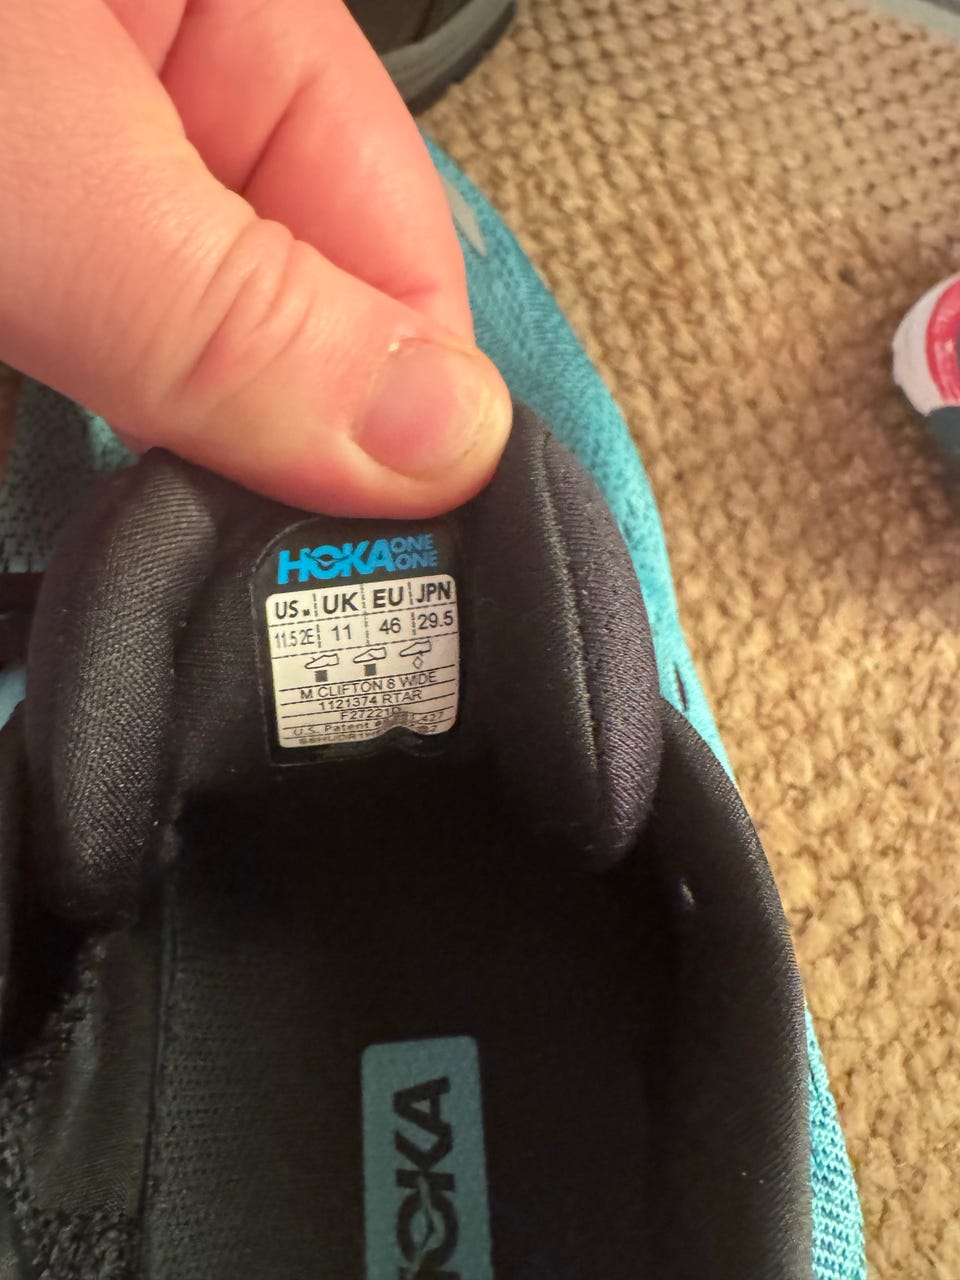 HOKA ONE ONE
US. UK EU JPN
11.5 2E 11 46 29.5
M CLIFTON 8 WIDE
1121374 RTAR
U.S. Patent
HOKA